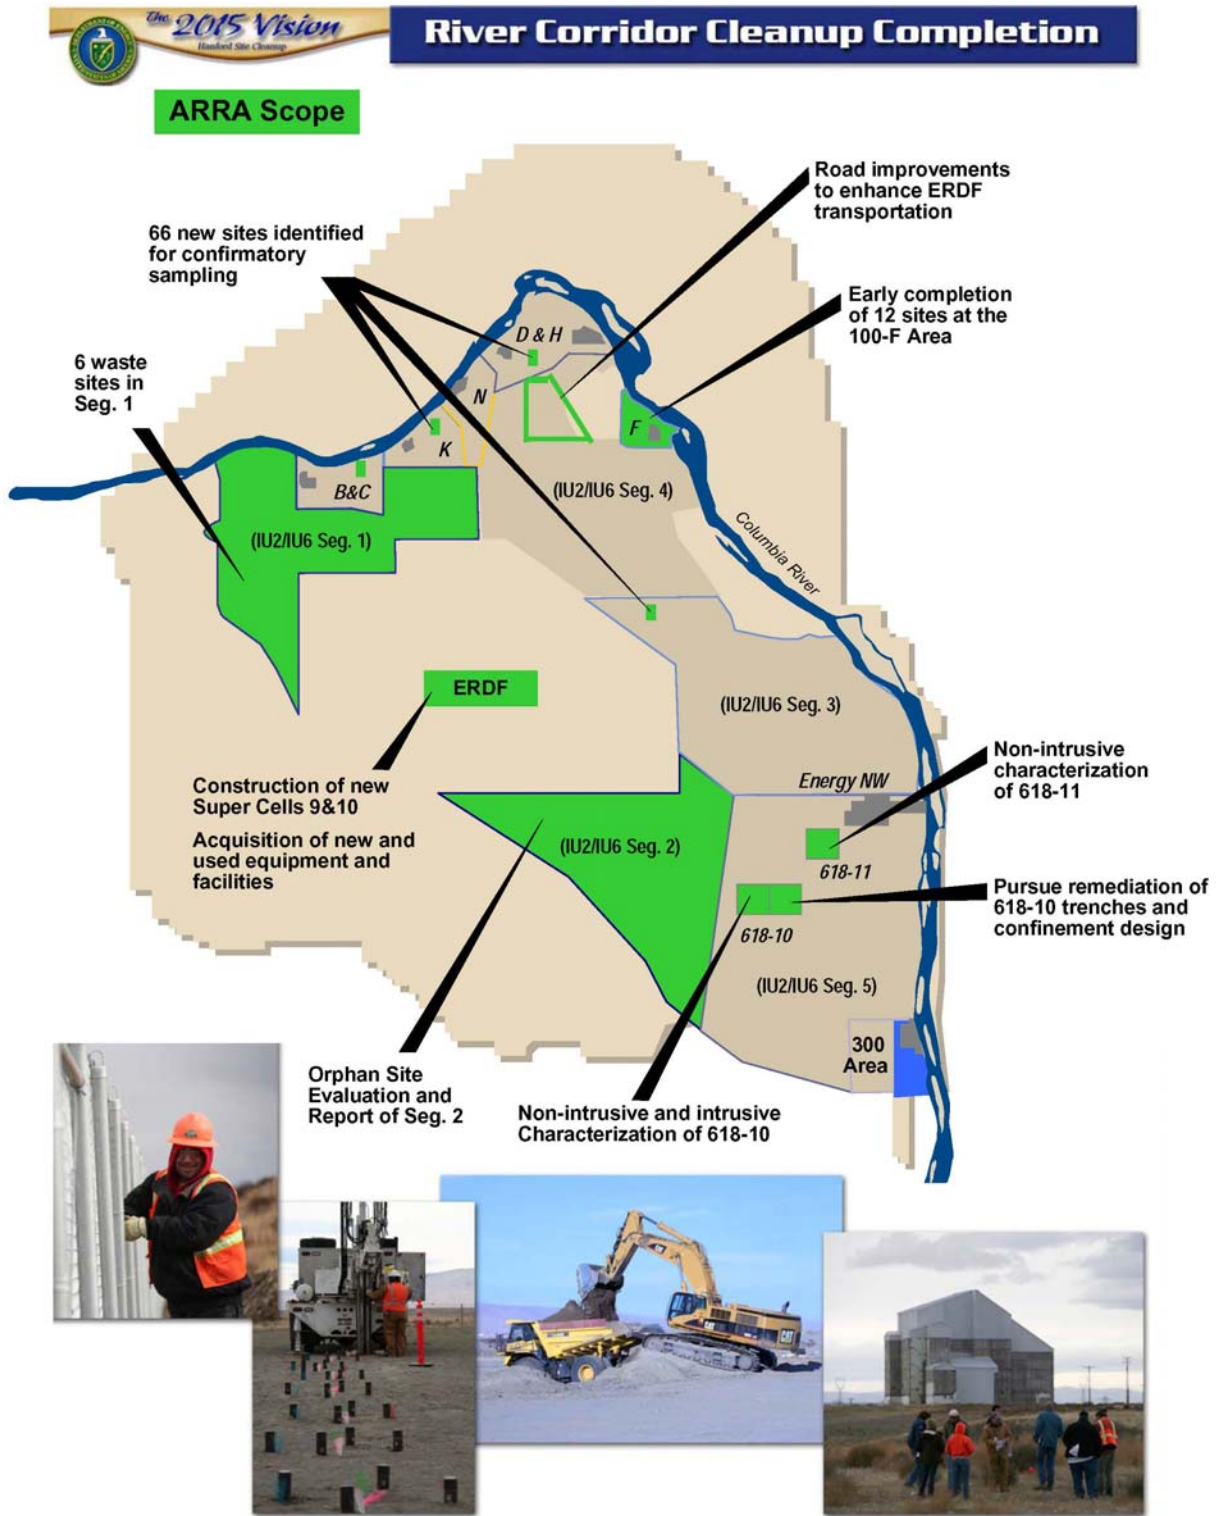 The 2015 Vision
Hanford Site Cleanup
River Corridor Cleanup Completion
ARRA Scope
Road improvements
to enhance ERDF
transportation
66 new sites identified
for confirmatory
sampling
Early completion
of 12 sites at the
100-F Area
6 waste
sites in
Seg. 1
D & H
N
F
K
B&C
(IU2/IU6 Seg. 4)
(IU2/IU6 Seg. 1)
Columbia River
ERDF
(IU2/IU6 Seg. 3)
Construction of new
Super Cells 9&10
Acquisition of new and
used equipment and
facilities
Energy NW
Non-intrusive
characterization
of 618-11
(IU2/IU6 Seg. 2)
618-11
Pursue remediation of
618-10 trenches and
confinement design
618-10
(IU2/IU6 Seg. 5)
300
Area
Orphan Site
Evaluation and
Report of Seg. 2
Non-intrusive and intrusive
Characterization of 618-10
CAT
CAT